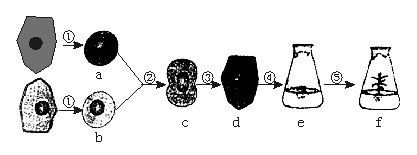 ① ① ② ③ ④ ⑤
a b c d e f